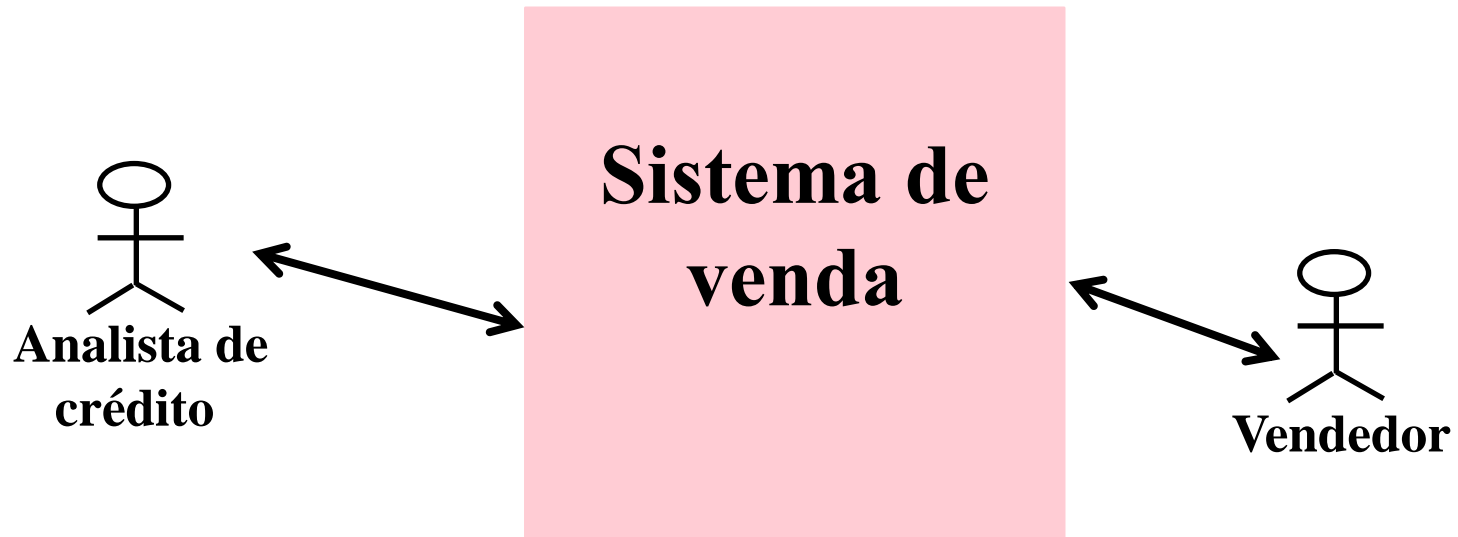 Sistema de
venda
Analista de
crédito
Vendedor